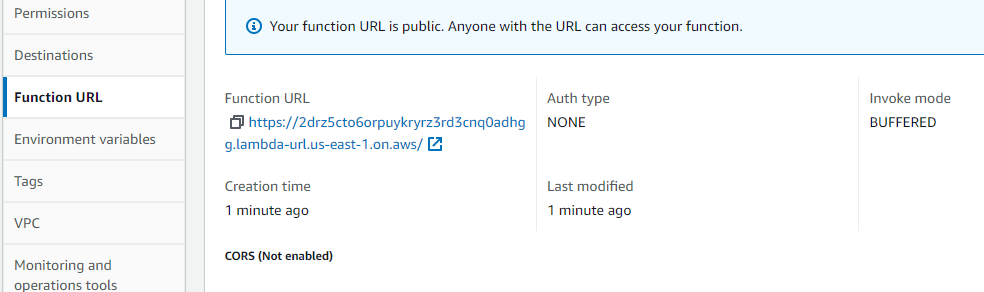 Permissions
Destinations
Function URL
Environment variables
Tags
VPC
Monitoring and
operations tools
Your function URL is public. Anyone with the URL can access your function.
Function URL
https://2drz5cto6orpuykryrz3rd3cnq0adhg
g.lambda-url.us-east-1.on.aws/
Auth type
NONE
Invoke mode
BUFFERED
Creation time
1 minute ago
Last modified
1 minute ago
CORS (Not enabled)